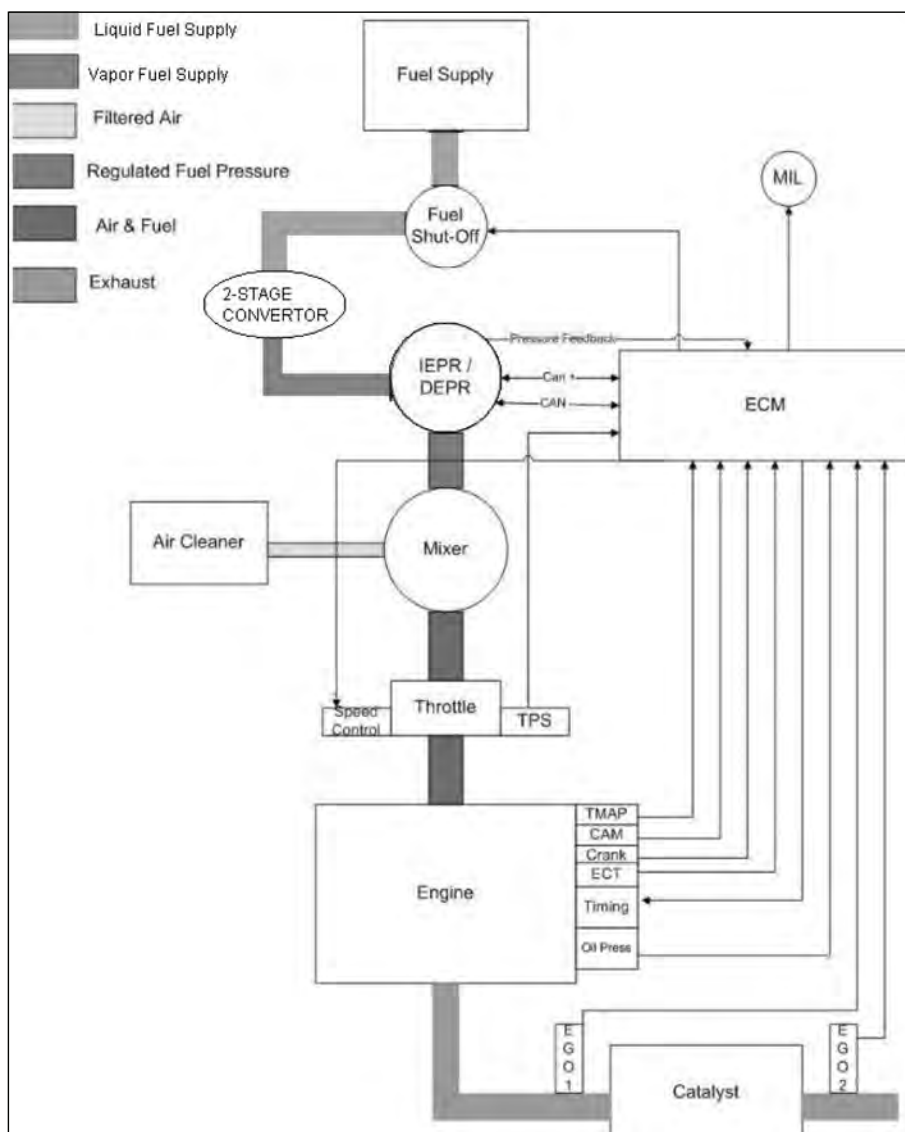 Liquid Fuel Supply
Vapor Fuel Supply
Filtered Air
Regulated Fuel Pressure
Air & Fuel
Exhaust
Fuel Supply
MIL
Fuel
Shut-Off
2-STAGE
CONVERTOR
Pressure Feedback
IEPR /
DEPR
Can +
CAN
ECM
Air Cleaner
Mixer
Speed
Control
Throttle
TPS
TMAP
CAM
Crank
ECT
Engine
Timing
Oil Press
E
G
O
1
E
G
O
2
Catalyst